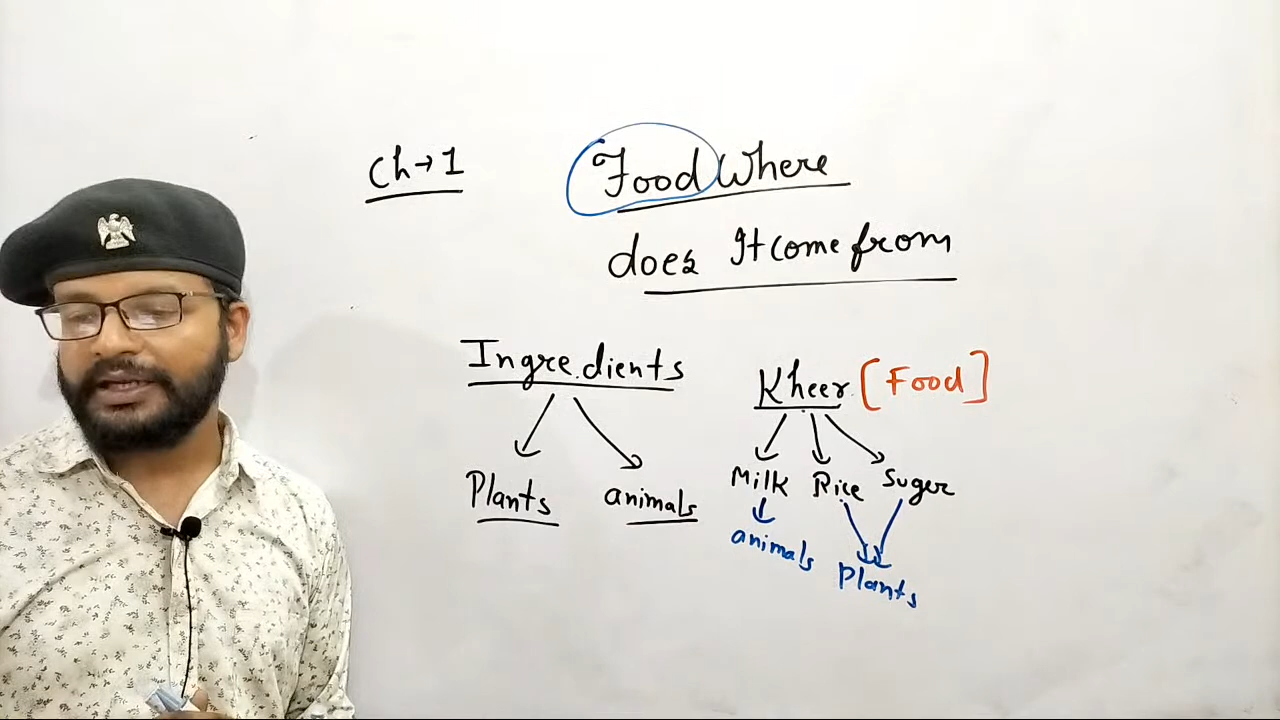 Ch→1
Food Where
does It come from
Ingredients
Plants animals
Kheer [Food]
Milk Rice Suger
animals
Plants